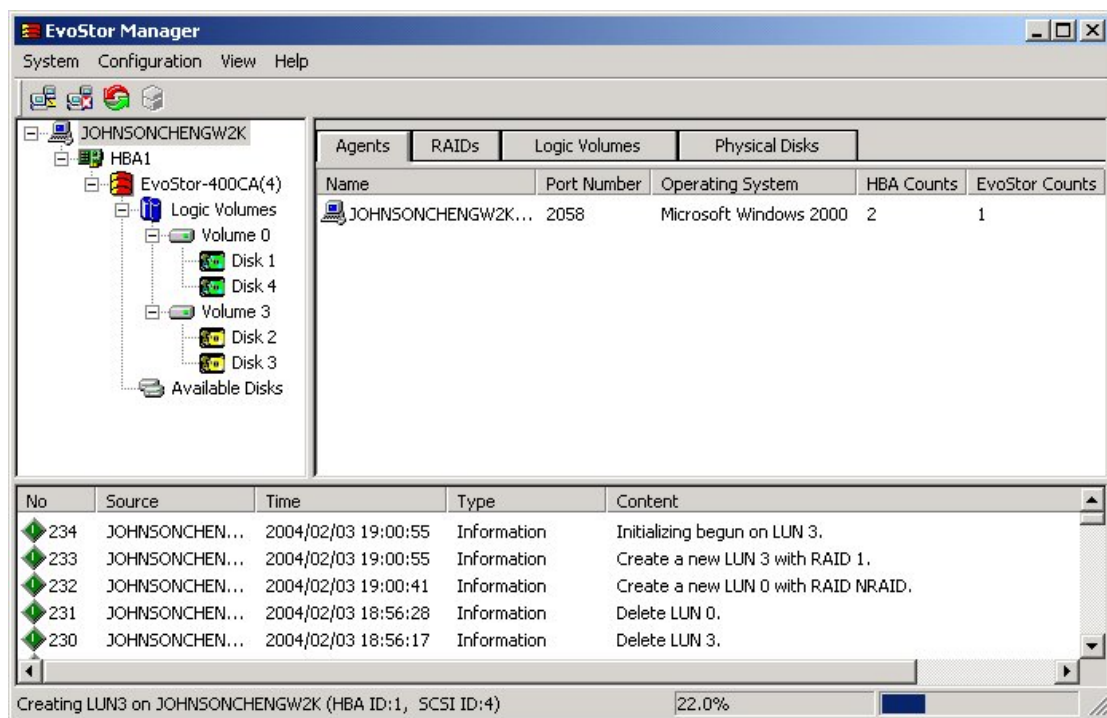 EvoStor Manager
System Configuration View Help
JOHNSONCHENGW2K
HBA1
EvoStor-400CA(4)
Logic Volumes
Volume 0
Disk 1
Disk 4
Volume 3
Disk 2
Disk 3
Available Disks
Agents RAIDs Logic Volumes Physical Disks
Name Port Number Operating System HBA Counts EvoStor Counts
JOHNSONCHENGW2K... 2058 Microsoft Windows 2000 2 1
No Source Time Type Content
234 JOHNSONCHEN... 2004/02/03 19:00:55 Information Initializing begun on LUN 3.
233 JOHNSONCHEN... 2004/02/03 19:00:55 Information Create a new LUN 3 with RAID 1.
232 JOHNSONCHEN... 2004/02/03 19:00:41 Information Create a new LUN 0 with RAID NRAID.
231 JOHNSONCHEN... 2004/02/03 18:56:28 Information Delete LUN 0.
230 JOHNSONCHEN... 2004/02/03 18:56:17 Information Delete LUN 3.
Creating LUN3 on JOHNSONCHENGW2K (HBA ID:1, SCSI ID:4) 22.0%